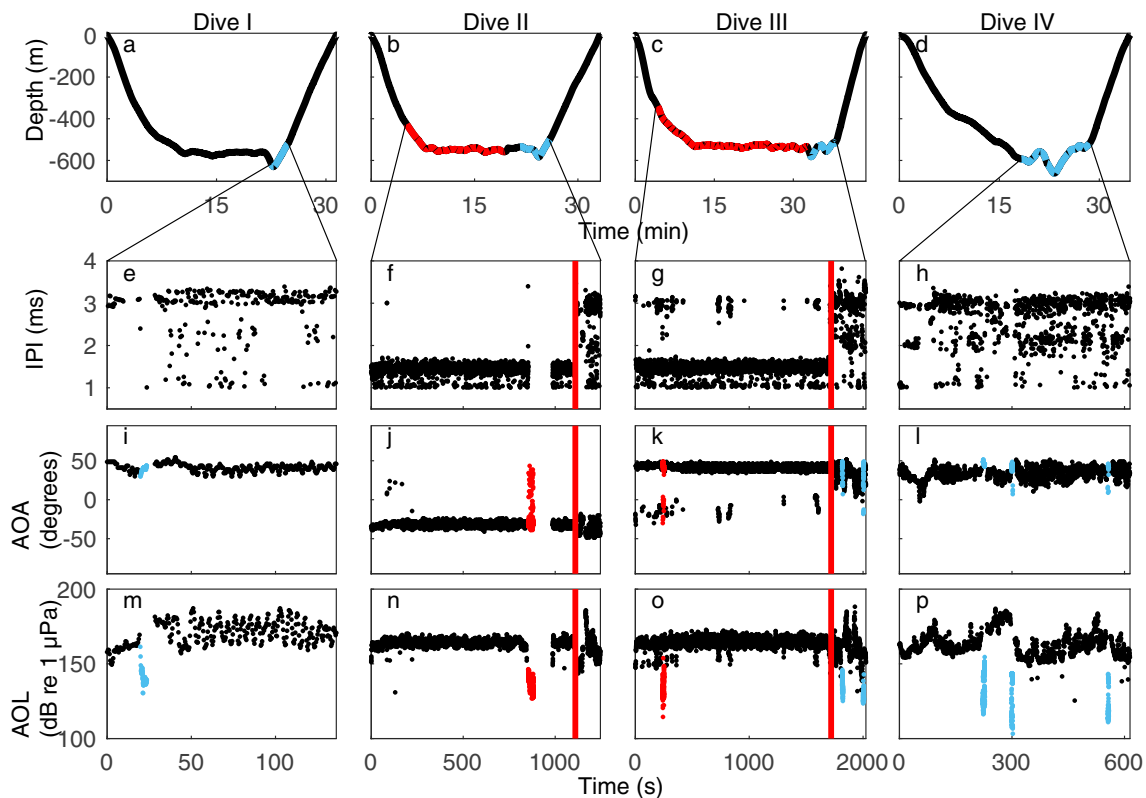 Dive I Dive II Dive III Dive IV
a b c d
Depth (m)
0
-200
-400
-600
0 15 30 0 15 30 0 15 30 0 15 30
Time (min)
e f g h
IPI (ms)
4
3
2
1
i j k l
AOA
(degrees)
50
0
-50
m n o p
AOL
(dB re 1 μPa)
200
150
100
0 50 100 0 500 1000 0 1000 2000 0 300 600
Time (s)